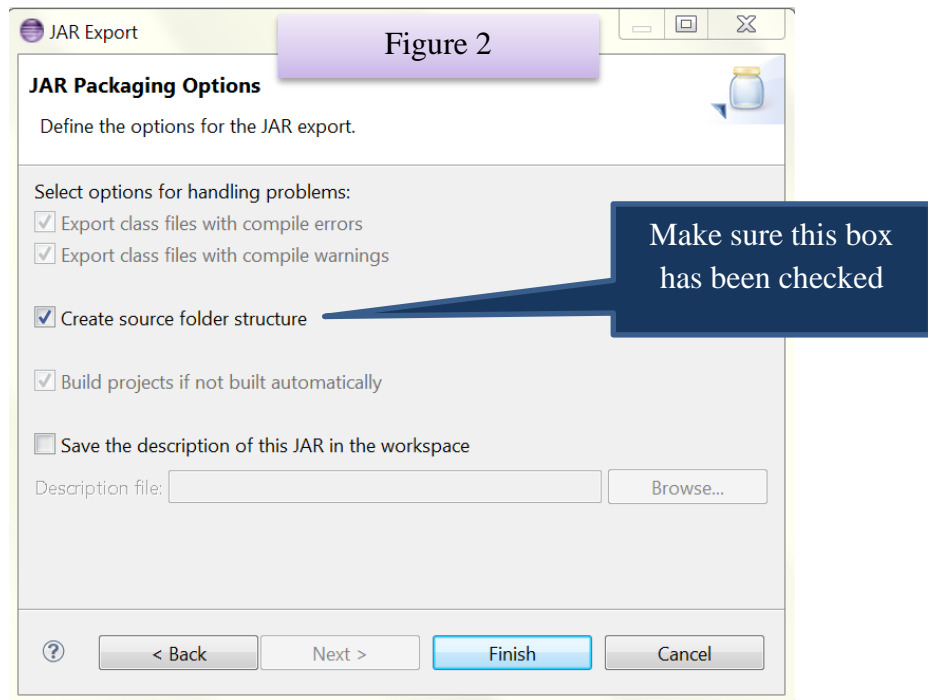 JAR Export
Figure 2
JAR Packaging Options
Define the options for the JAR export.
Select options for handling problems:
Export class files with compile errors
Export class files with compile warnings
Make sure this box
has been checked
Create source folder structure
Build projects if not built automatically
Save the description of this JAR in the workspace
Description file:
Browse...
?
< Back
Next >
Finish
Cancel